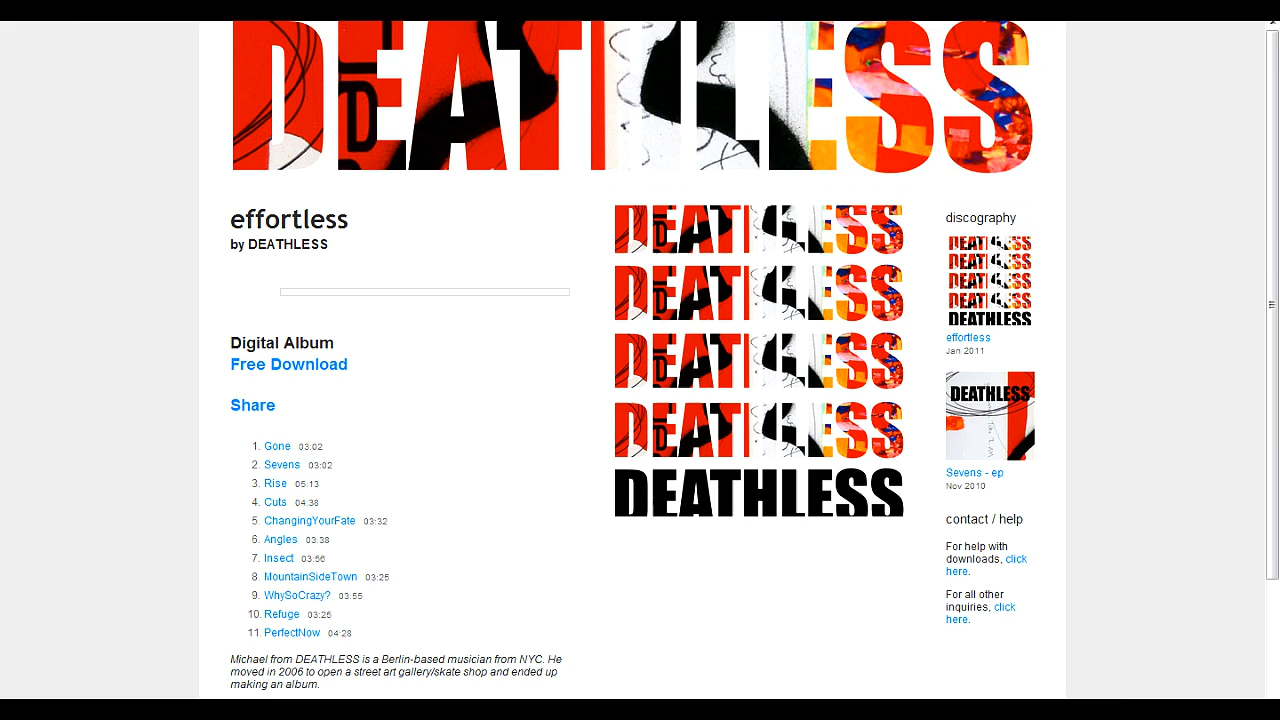 DEATHLESS
effortless
by DEATHLESS
Digital Album
Free Download
Share
1. Gone 03:02
2. Sevens 03:02
3. Rise 05:13
4. Cuts 04:38
5. ChangingYourFate 03:32
6. Angles 03:38
7. Insect 03:56
8. MountainSideTown 03:25
9. WhySoCrazy? 03:55
10. Refuge 03:25
11. PerfectNow 04:28
Michael from DEATHLESS is a Berlin-based musician from NYC. He
moved in 2006 to open a street art gallery/skate shop and ended up
making an album.
DEATHLESS
DEATHLESS
DEATHLESS
DEATHLESS
DEATHLESS
discography
DEATHLESS
DEATHLESS
DEATHLESS
DEATHLESS
DEATHLESS
effortless
Jan 2011
DEATHLESS
Sevens - ep
Nov 2010
contact / help
For help with
downloads, click
here.
For all other
inquiries, click
here.